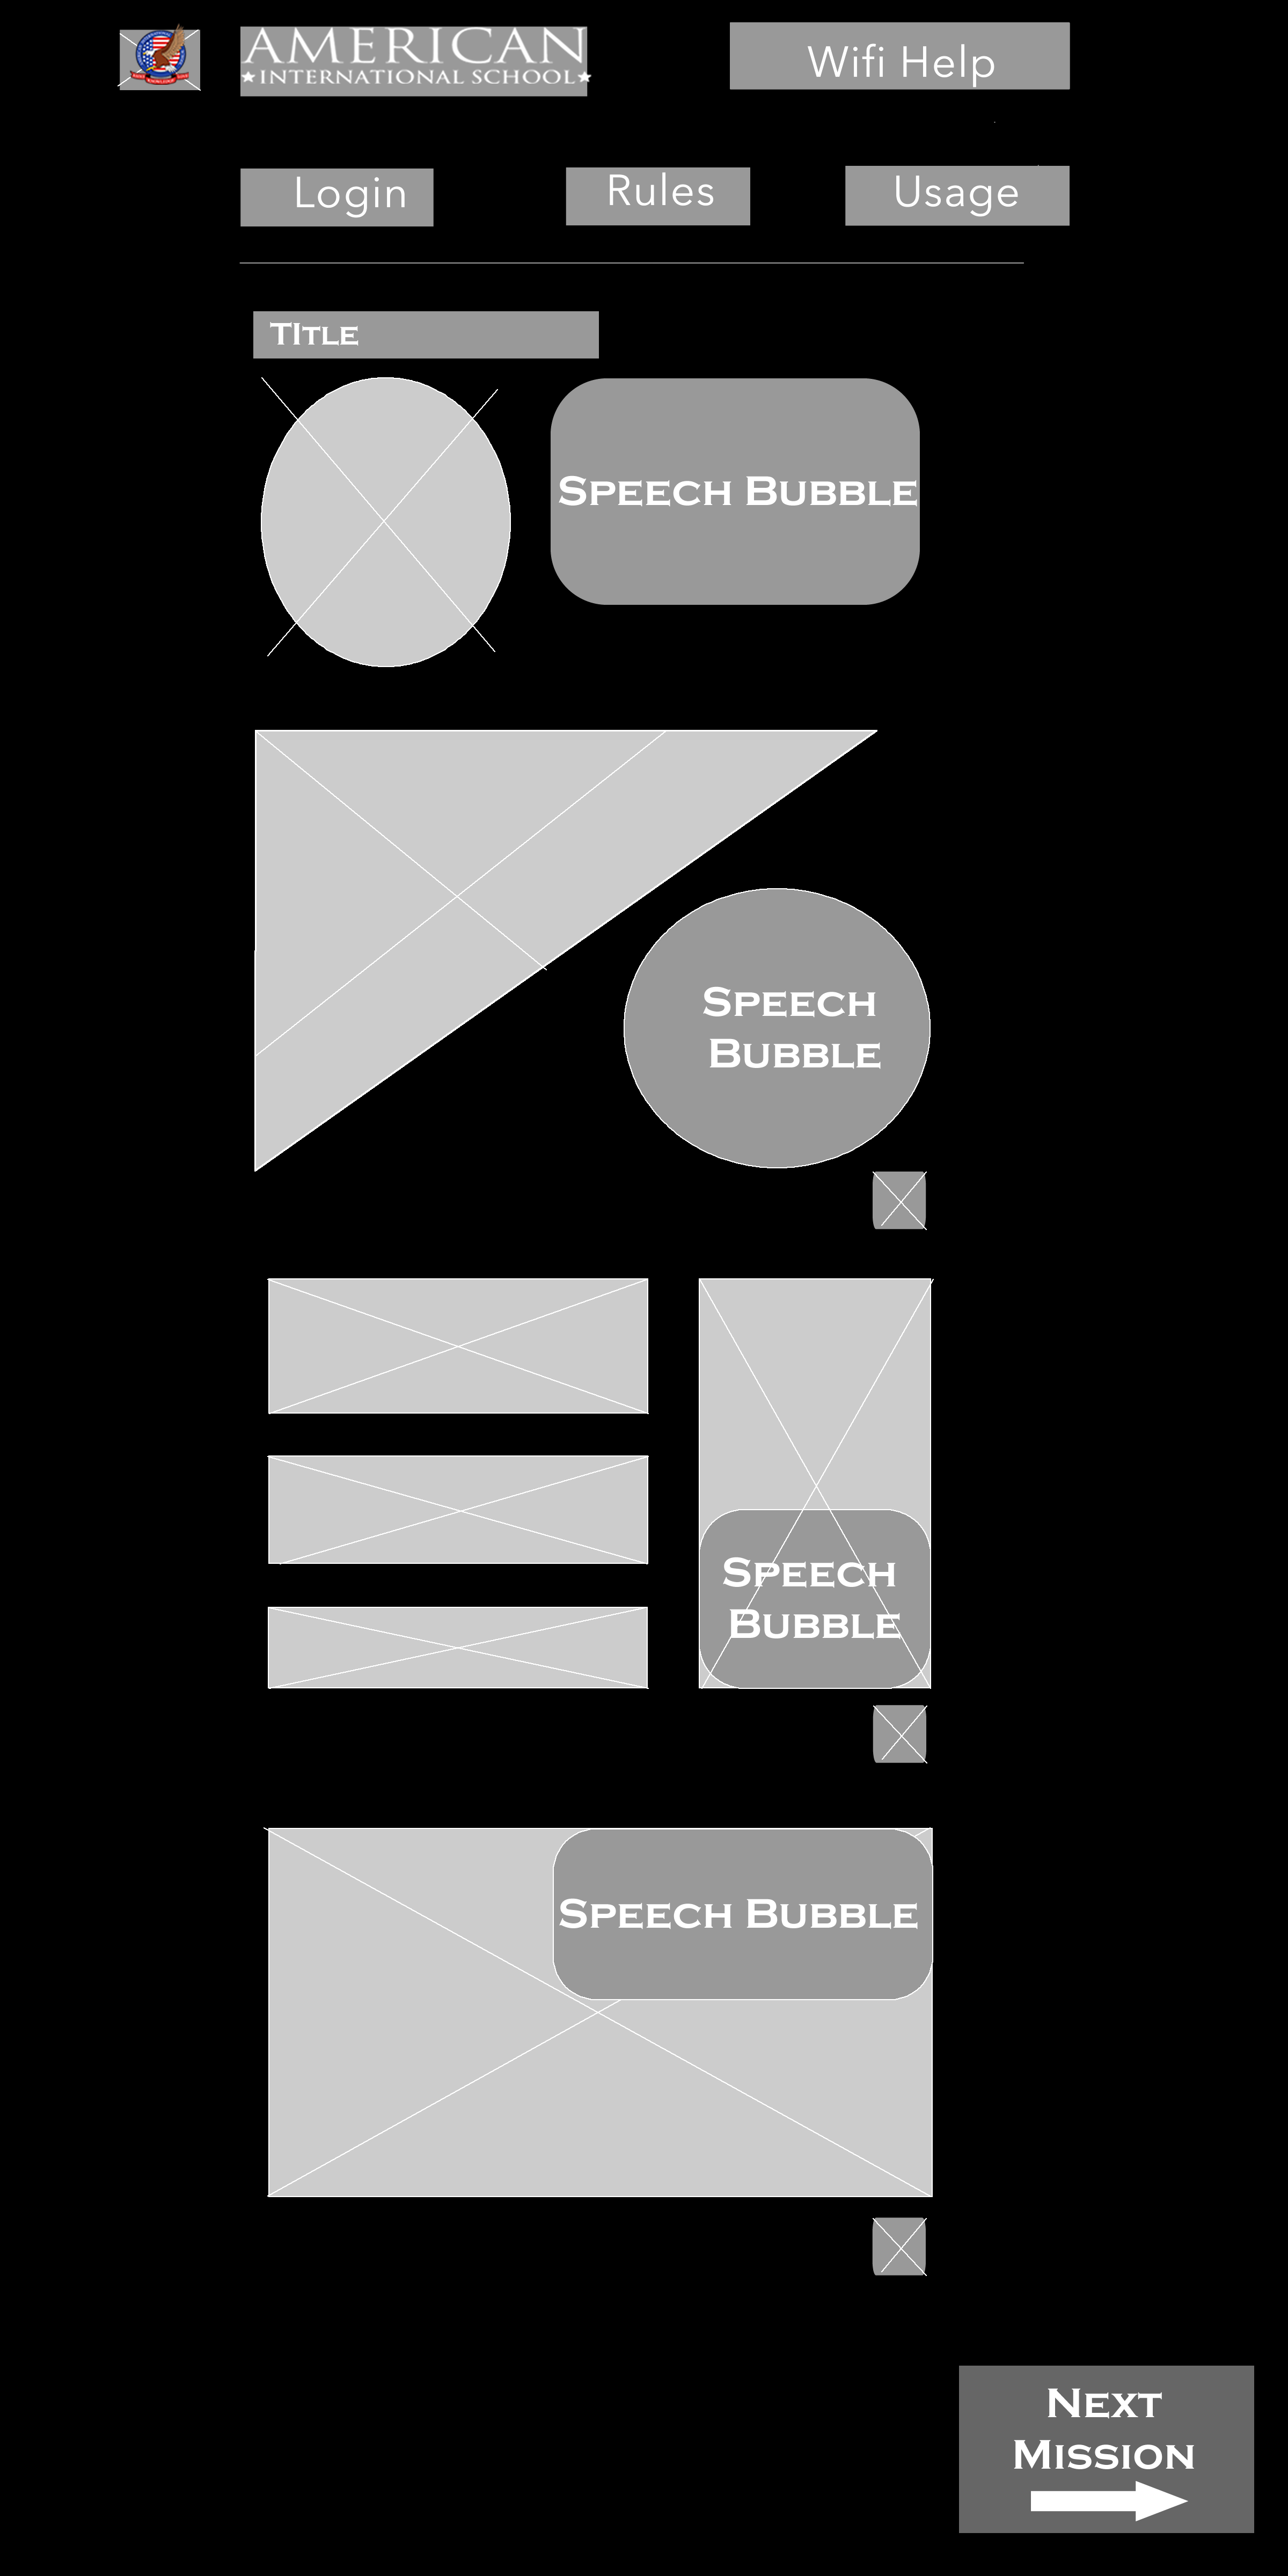 AMERICAN
★INTERNATIONAL SCHOOL★
Wifi Help
Login
Rules
Usage
TITLE
SPEECH BUBBLE
SPEECH
BUBBLE
SPEECH
BUBBLE
SPEECH BUBBLE
NEXT
MISSION